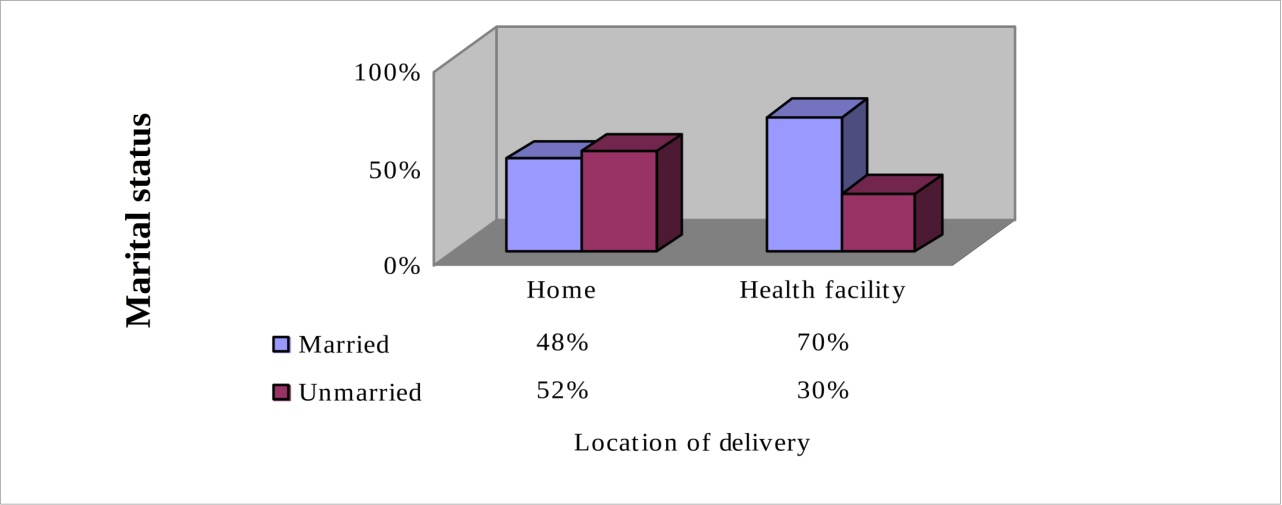 Marital status
100%
50%
0%
Home Health facility
Married 48% 70%
Unmarried 52% 30%
Location of delivery